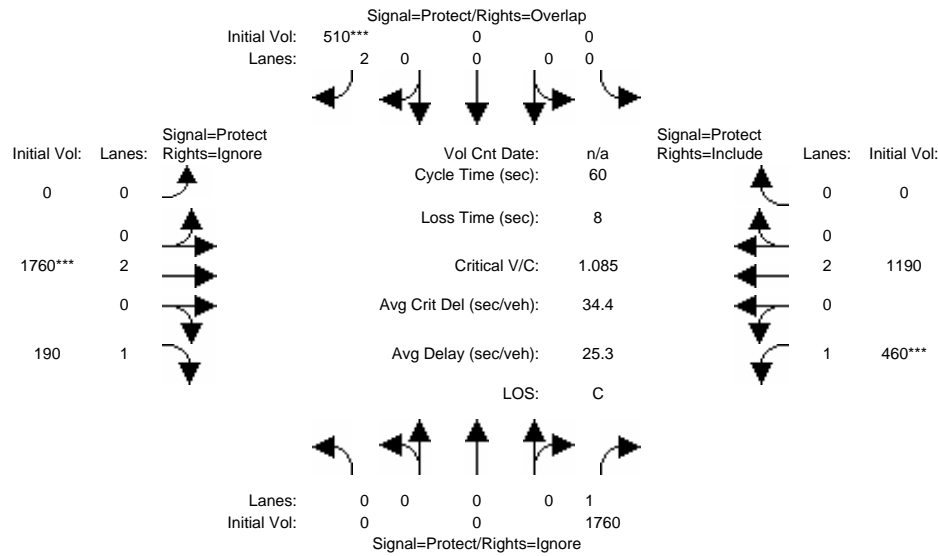 Signal=Protect/Rights=Overlap
Initial Vol: 510*** 0 0
Lanes: 2 0 0 0 0
Signal=Protect Signal=Protect
Initial Vol: Lanes: Rights=Ignore Vol Cnt Date: n/a Rights=Include Lanes: Initial Vol:
Cycle Time (sec): 60
0 0 0 0
Loss Time (sec): 8
0 0
1760*** 2 Critical V/C: 1.085 2 1190
0 Avg Crit Del (sec/veh): 34.4 0
190 1 Avg Delay (sec/veh): 25.3 1 460***
LOS: C
Lanes: 0 0 0 0 1
Initial Vol: 0 0 1760
Signal=Protect/Rights=Ignore